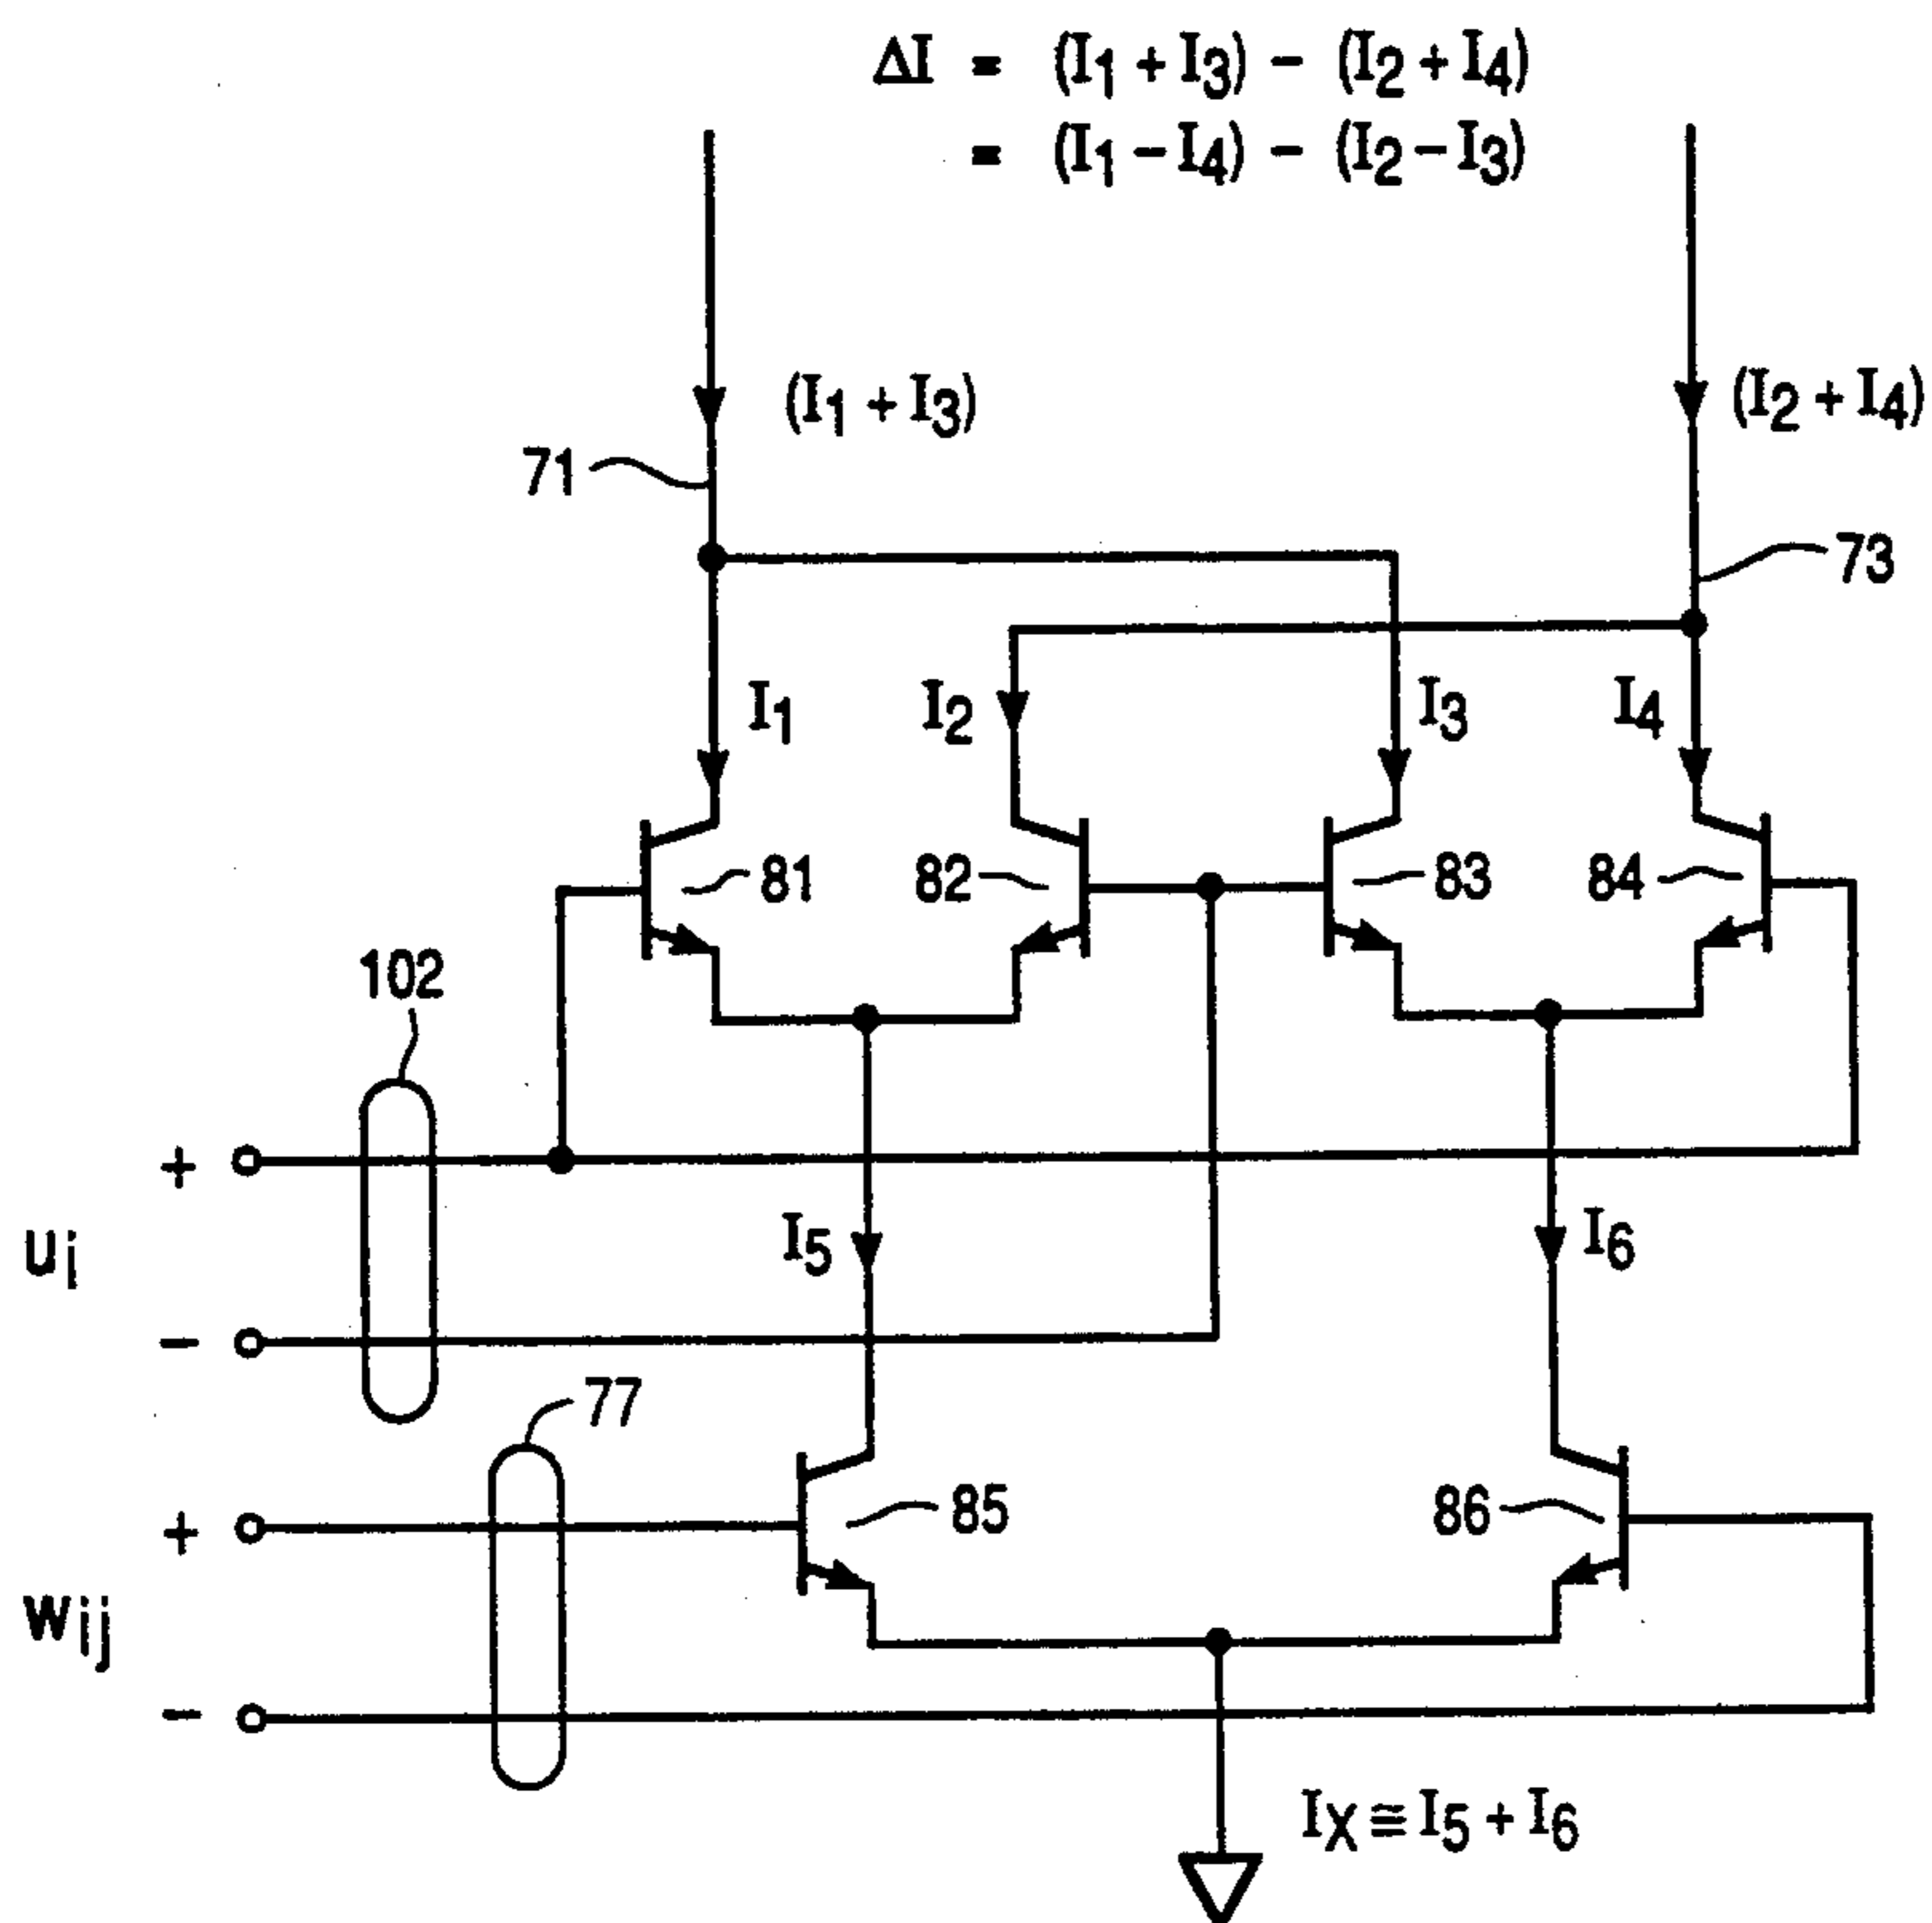 ΔI = (I₁ + I₃) − (I₂ + I₄)
= (I₁ − I₄) − (I₂ − I₃)
(I₁ + I₃)
(I₂ + I₄)
71
73
I₁
I₂
I₃
I₄
81
82
83
84
102
+
uᵢ
−
I₅
I₆
77
+
wᵢⱼ
−
85
86
Iₓ ≅ I₅ + I₆